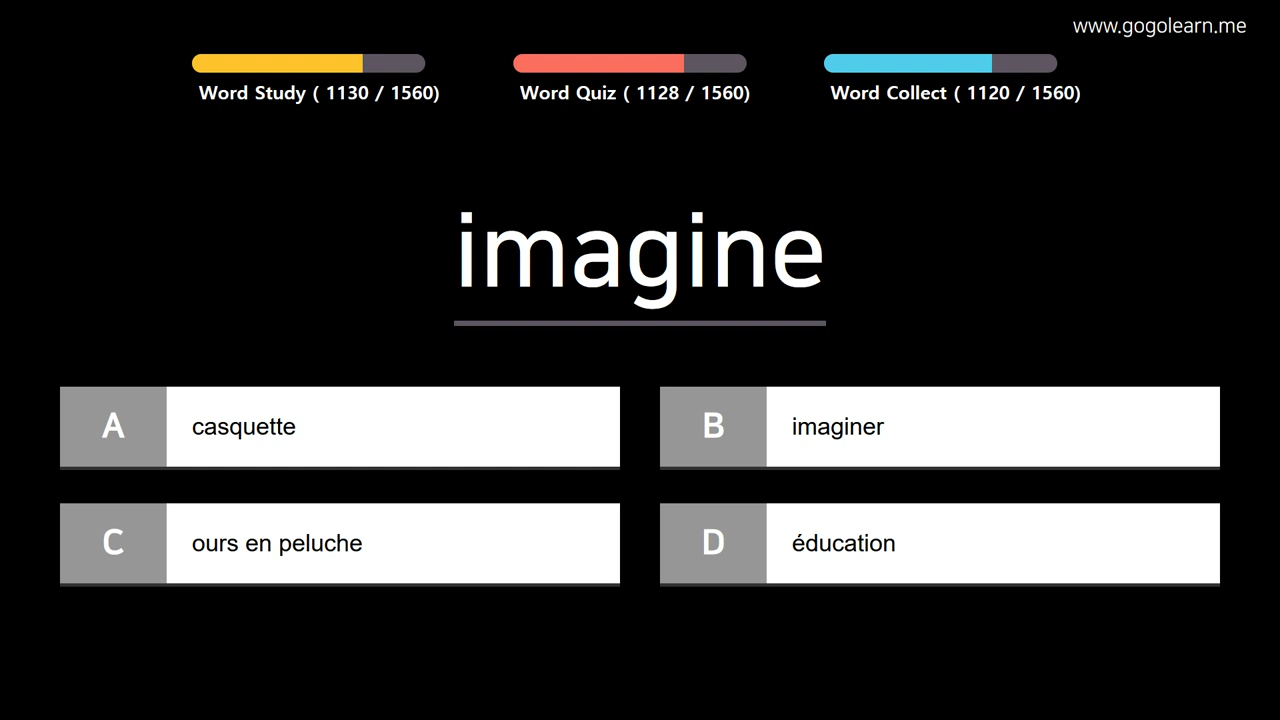 www.gogolearn.me
Word Study ( 1130 / 1560)
Word Quiz ( 1128 / 1560)
Word Collect ( 1120 / 1560)
imagine
A casquette
B imaginer
C ours en peluche
D éducation